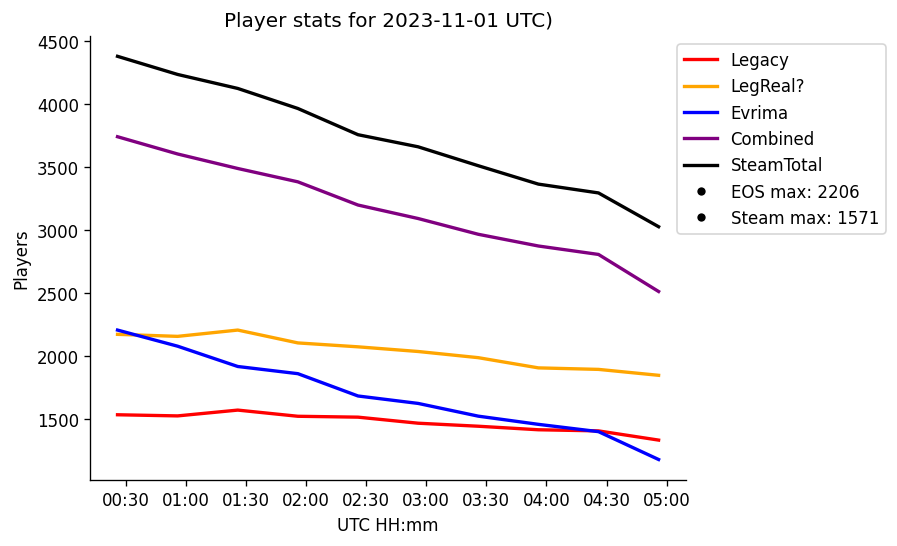 Player stats for 2023-11-01 UTC)
4500
4000
3500
3000
2500
2000
1500
Players
00:30 01:00 01:30 02:00 02:30 03:00 03:30 04:00 04:30 05:00
UTC HH:mm
Legacy
LegReal?
Evrima
Combined
SteamTotal
EOS max: 2206
Steam max: 1571